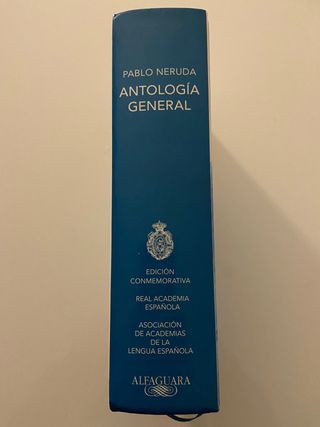 PABLO NERUDA
ANTOLOGÍA
GENERAL
EDICIÓN
CONMEMORATIVA
REAL ACADEMIA
ESPAÑOLA
ASOCIACIÓN
DE ACADEMIAS
DE LA
LENGUA ESPAÑOLA
ALFAGUARA